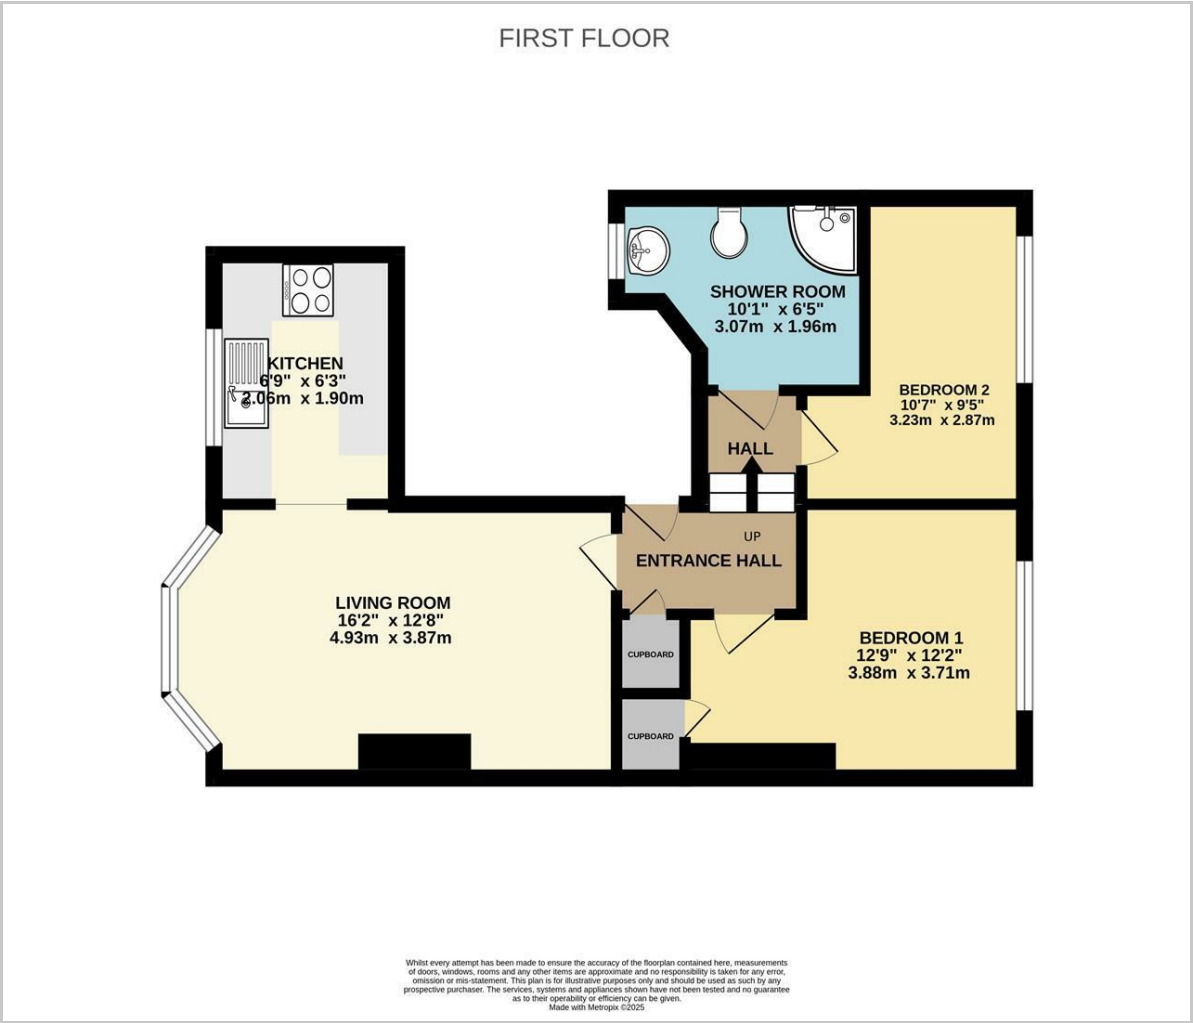 FIRST FLOOR
SHOWER ROOM
10'1" x 6'5"
3.07m x 1.96m
KITCHEN
6'9" x 6'3"
2.06m x 1.90m
BEDROOM 2
10'7" x 9'5"
3.23m x 2.87m
HALL
UP
ENTRANCE HALL
LIVING ROOM
16'2" x 12'8"
4.93m x 3.87m
BEDROOM 1
12'9" x 12'2"
3.88m x 3.71m
CUPBOARD
CUPBOARD
Whilst every attempt has been made to ensure the accuracy of the floorplan contained here, measurements
of doors, windows, rooms and any other items are approximate and no responsibility is taken for any error,
omission or mis-statement. This plan is for illustrative purposes only and should be used as such by any
prospective purchaser. The services, systems and appliances shown have not been tested and no guarantee
as to their operability or efficiency can be given.
Made with Metropix ©2025